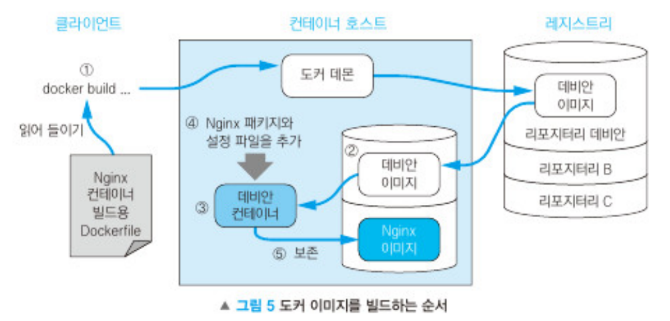 클라이언트
컨테이너 호스트
레지스트리
①
docker build ...
읽어 들이기
Nginx
컨테이너
빌드용
Dockerfile
도커 데몬
④ Nginx 패키지와
설정 파일을 추가
③
데비안
컨테이너
②
데비안
이미지
⑤ 보존
Nginx
이미지
데비안
이미지
리포지터리 데비안
리포지터리 B
리포지터리 C
▲ 그림 5 도커 이미지를 빌드하는 순서